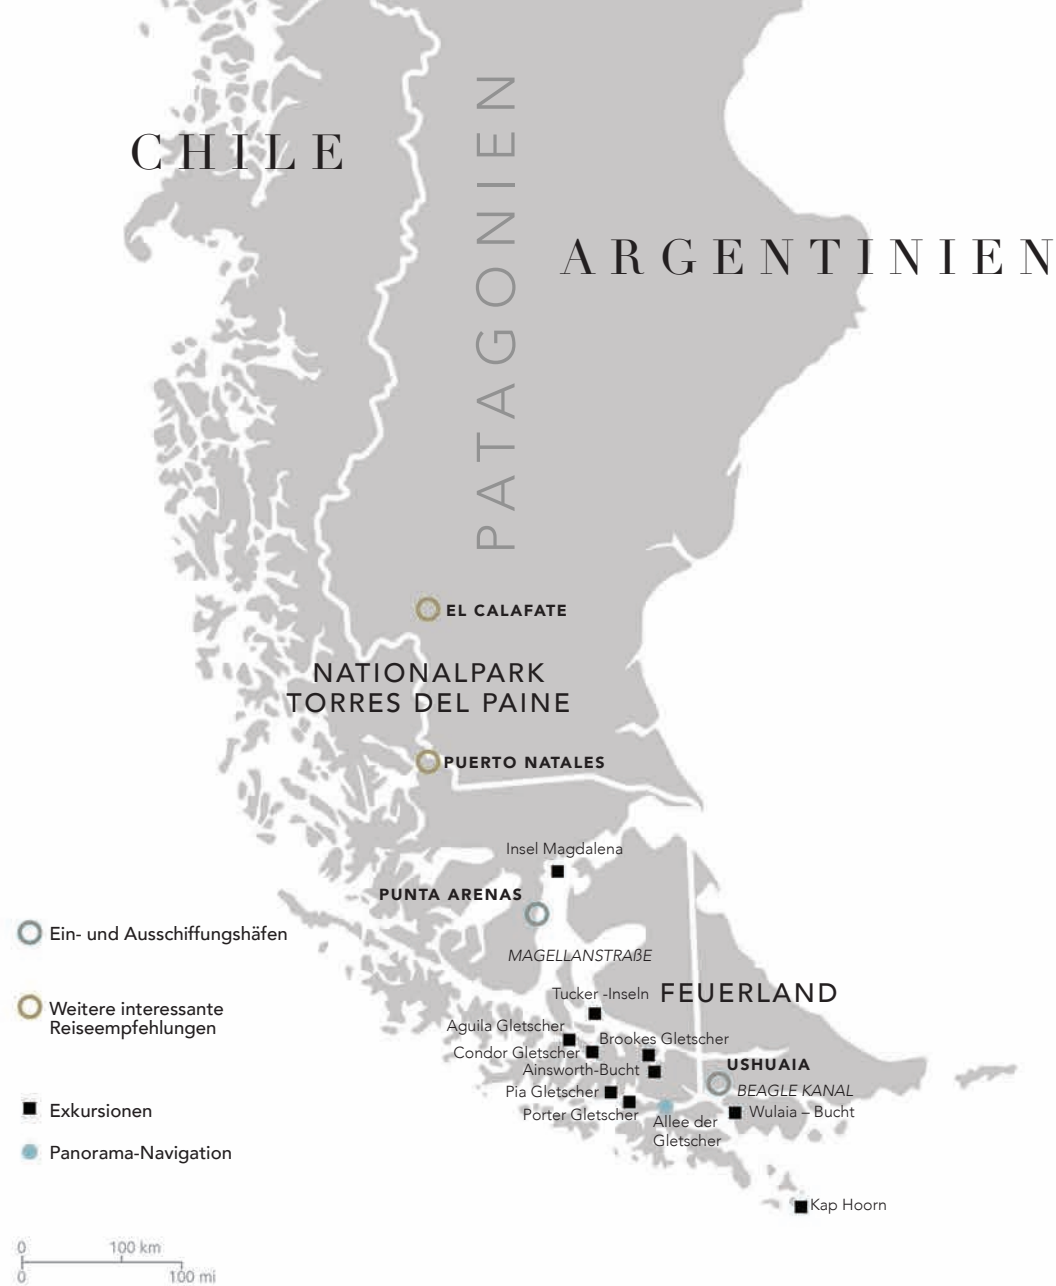 CHILE
PATAGONIEN
ARGENTINIEN
EL CALAFATE
NATIONALPARK
TORRES DEL PAINE
PUERTO NATALES
Insel Magdalena
PUNTA ARENAS
MAGELLANSTRAßE
Tucker -Inseln
FEUERLAND
Aguila Gletscher
Brookes Gletscher
Condor Gletscher
Ainsworth-Bucht
USHUAIA
BEAGLE KANAL
Pia Gletscher
Porter Gletscher
Wulaia – Bucht
Allee der
Gletscher
Kap Hoorn
Ein- und Ausschiffungshäfen
Weitere interessante
Reiseempfehlungen
Exkursionen
Panorama-Navigation
0 100 km
0 100 mi